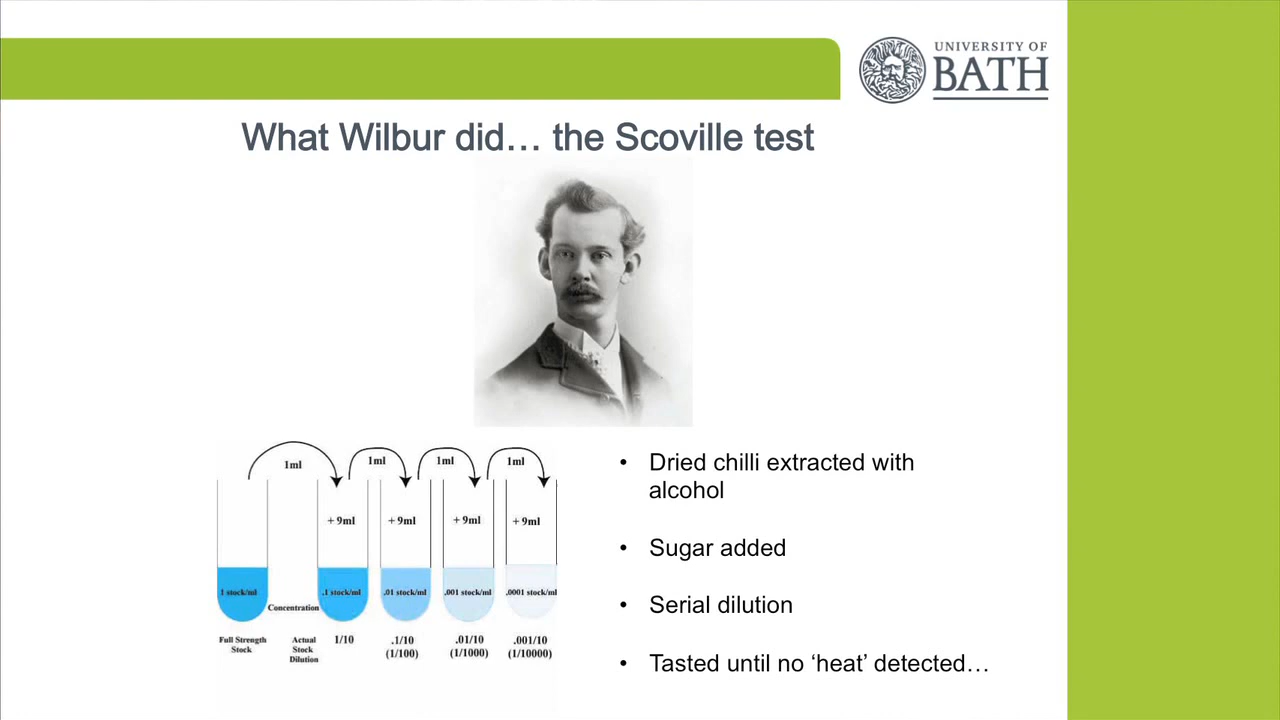 UNIVERSITY OF
BATH
What Wilbur did… the Scoville test
1ml
1ml
1ml
1ml
+ 9ml
+ 9ml
+ 9ml
+ 9ml
1 stock/ml
.1 stock/ml
.01 stock/ml
.001 stock/ml
.0001 stock/ml
Concentration
Full Strength
Stock
Actual
Stock
Dilution
1/10
.1/10
(1/100)
.01/10
(1/1000)
.001/10
(1/10000)
• Dried chilli extracted with
alcohol
• Sugar added
• Serial dilution
• Tasted until no ‘heat’ detected…